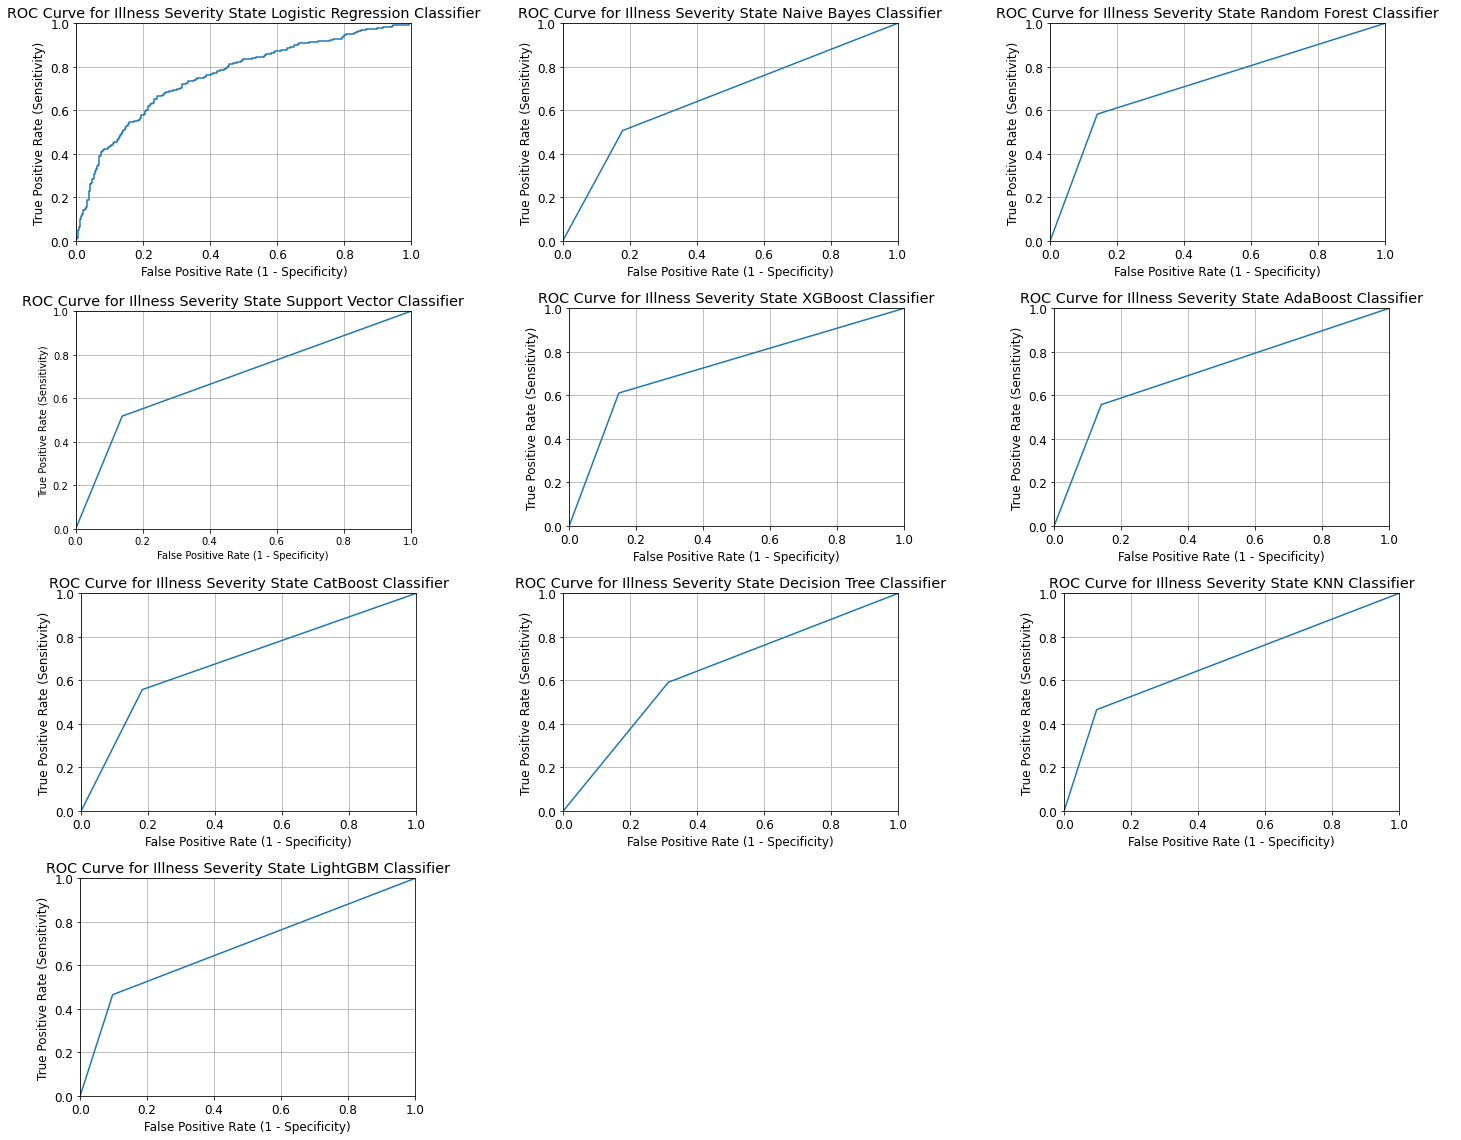 ROC Curve for Illness Severity State Logistic Regression Classifier
1.0
0.8
0.6
0.4
0.2
0.0
True Positive Rate (Sensitivity)
0.0 0.2 0.4 0.6 0.8 1.0
False Positive Rate (1 - Specificity)
ROC Curve for Illness Severity State Naive Bayes Classifier
1.0
0.8
0.6
0.4
0.2
0.0
True Positive Rate (Sensitivity)
0.0 0.2 0.4 0.6 0.8 1.0
False Positive Rate (1 - Specificity)
ROC Curve for Illness Severity State Random Forest Classifier
1.0
0.8
0.6
0.4
0.2
0.0
True Positive Rate (Sensitivity)
0.0 0.2 0.4 0.6 0.8 1.0
False Positive Rate (1 - Specificity)
ROC Curve for Illness Severity State Support Vector Classifier
1.0
0.8
0.6
0.4
0.2
0.0
True Positive Rate (Sensitivity)
0.0 0.2 0.4 0.6 0.8 1.0
False Positive Rate (1 - Specificity)
ROC Curve for Illness Severity State XGBoost Classifier
1.0
0.8
0.6
0.4
0.2
0.0
True Positive Rate (Sensitivity)
0.0 0.2 0.4 0.6 0.8 1.0
False Positive Rate (1 - Specificity)
ROC Curve for Illness Severity State AdaBoost Classifier
1.0
0.8
0.6
0.4
0.2
0.0
True Positive Rate (Sensitivity)
0.0 0.2 0.4 0.6 0.8 1.0
False Positive Rate (1 - Specificity)
ROC Curve for Illness Severity State CatBoost Classifier
1.0
0.8
0.6
0.4
0.2
0.0
True Positive Rate (Sensitivity)
0.0 0.2 0.4 0.6 0.8 1.0
False Positive Rate (1 - Specificity)
ROC Curve for Illness Severity State Decision Tree Classifier
1.0
0.8
0.6
0.4
0.2
0.0
True Positive Rate (Sensitivity)
0.0 0.2 0.4 0.6 0.8 1.0
False Positive Rate (1 - Specificity)
ROC Curve for Illness Severity State KNN Classifier
1.0
0.8
0.6
0.4
0.2
0.0
True Positive Rate (Sensitivity)
0.0 0.2 0.4 0.6 0.8 1.0
False Positive Rate (1 - Specificity)
ROC Curve for Illness Severity State LightGBM Classifier
1.0
0.8
0.6
0.4
0.2
0.0
True Positive Rate (Sensitivity)
0.0 0.2 0.4 0.6 0.8 1.0
False Positive Rate (1 - Specificity)